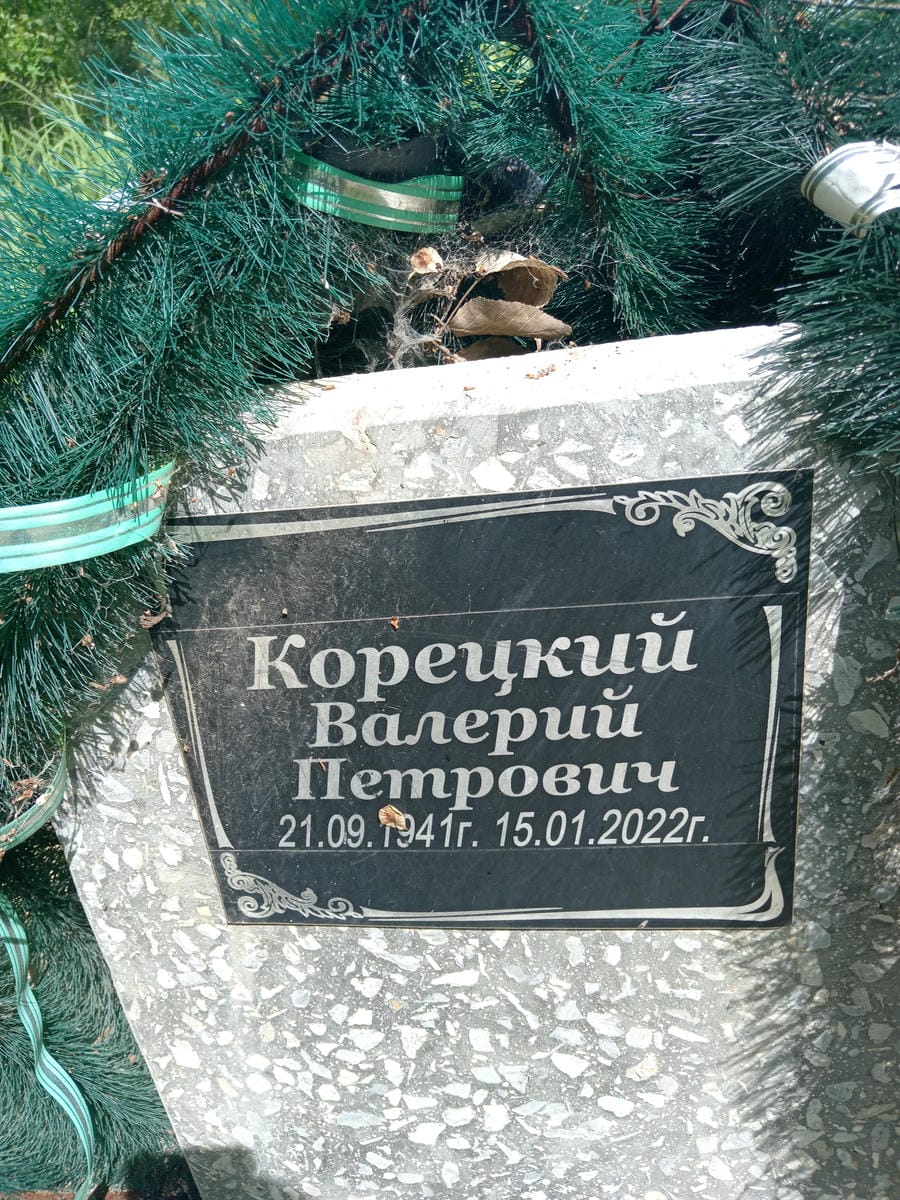 Корецкий
Валерий
Петрович
21.09.1941г. 15.01.2022г.